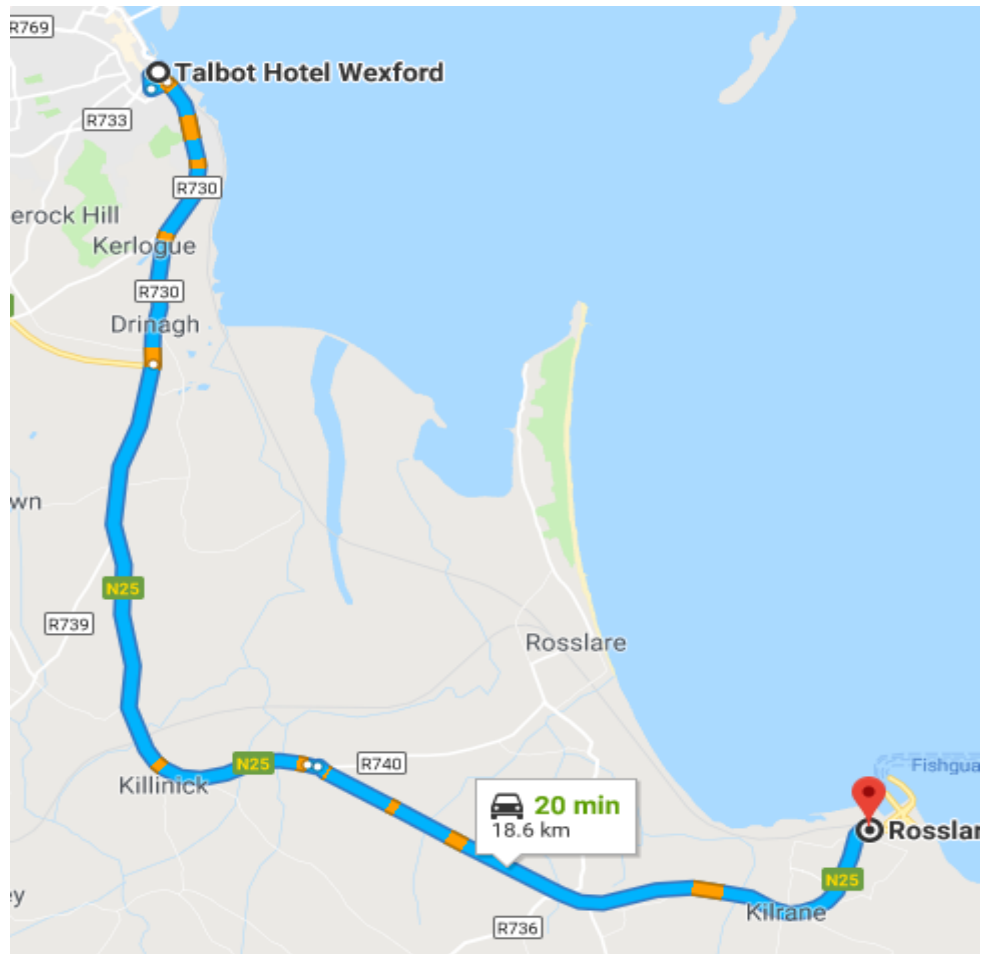 R769
Talbot Hotel Wexford
R733
R730
erock Hill
Kerlogue
R730
Drinagh
wn
N25
R739
Rosslare
N25
R740
Killinick
Fishgua
20 min
18.6 km
Rosslar
N25
ey
Kilrane
R736